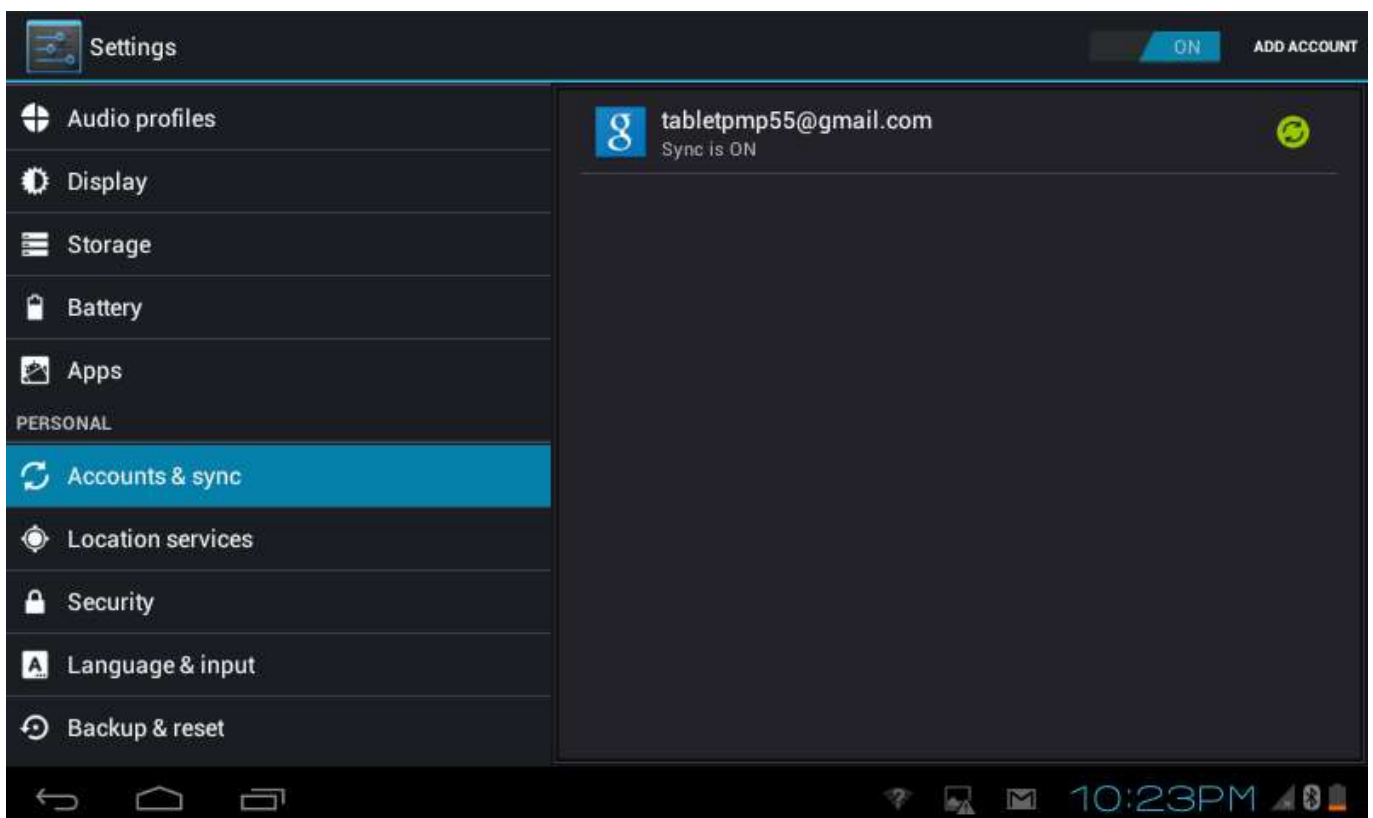 Settings
ON
ADD ACCOUNT
Audio profiles
Display
Storage
Battery
Apps
PERSONAL
Accounts & sync
Location services
Security
Language & input
Backup & reset
tabletpmp55@gmail.com
Sync is ON
10:23PM